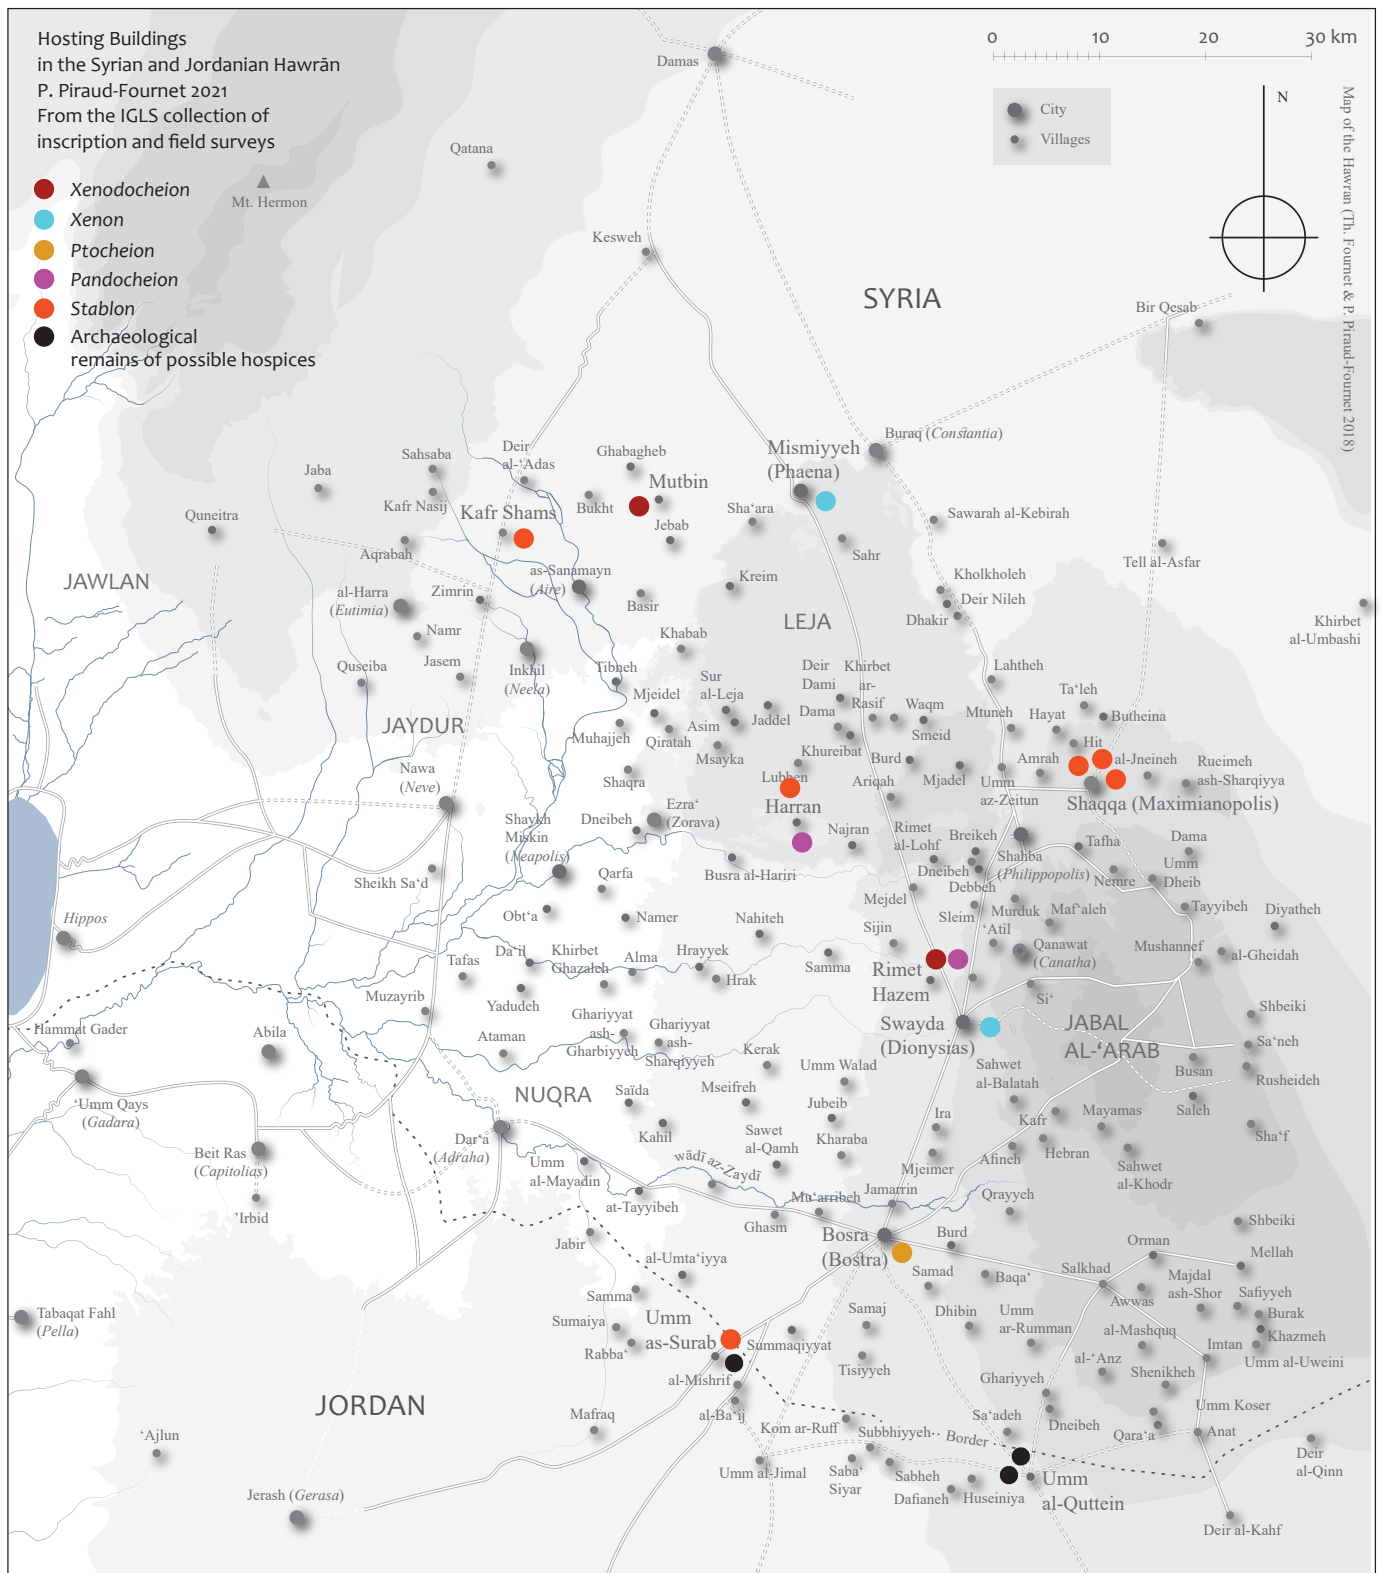 Hosting Buildings
in the Syrian and Jordanian Hawrān
P. Piraud-Fournet 2021
From the IGLS collection of
inscription and field surveys
Xenodocheion
Xenon
Ptocheion
Pandocheion
Stablon
Archaeological
remains of possible hospices
0 10 20 30 km
N
City
Villages
Map of the Hawran (Th. Fournet & P. Piraud-Fournet 2018)
Damas
Qatana
Mt. Hermon
Kesweh
SYRIA
Bir Qesab
Buraq (Constantia)
Mismiyyeh
(Phaena)
Deir
al-‘Adas
Ghabagheb
Sahsaba
Jaba
Mutbin
Kafr Nasij
Kafr Shams
Bukht
Sha‘ara
Quneitra
Jebab
Sawarah al-Kebirah
Aqrabah
Sahr
Tell al-Asfar
as-Sanamayn
(Aire)
JAWLAN
al-Harra
(Eutimia)
Zimrin
Basir
Kreim
Kholkholeh
Deir Nileh
Dhakir
LEJA
Khirbet
al-Umbashi
Namr
Khabab
Quseiba
Jasem
Inkhil
(Neela)
Tibneh
Sur
al-Leja
Deir
Dami
Khirbet
ar-
Rasif
Lahtheh
Ta‘leh
Mjeidel
Jaddel
Dama
Waqm
Smeid
Mtuneh
Hayat
Butheina
JAYDUR
Muhajjeh
Qiratah
Asim
Msayka
Khureibat
Hit
Burd
Mjadel
Amrah
al-Jneineh
Rueimeh
ash-Sharqiyya
Nawa
(Neve)
Shaqra
Lubben
Ariqah
Umm
az-Zeitun
Shaqqa (Maximianopolis)
Harran
Ezra‘
(Zorava)
Shaykh
Miskin
(Neapolis)
Dneibeh
Najran
Rimet
al-Lohf
Breikeh
Shahba
(Philippopolis)
Tafha
Dama
Umm
Dheib
Sheikh Sa‘d
Qarfa
Busra al-Hariri
Dneibeh
Debbeh
Nemre
Mejdel
Sleim
Murduk
Maf‘aleh
Tayyibeh
Diyatheh
Obt‘a
Namer
Nahiteh
Sijin
‘Atil
Hippos
Qanawat
(Canatha)
Mushannef
al-Gheidah
Tafas
Da‘il
Khirbet
Ghazaleh
Alma
Hrayyek
Samma
Rimet
Hazem
Muzayrib
Yadudeh
Hrak
Si‘
Shbeiki
Hammat Gader
Abila
Ataman
Ghariyyat
ash-
Gharbiyyeh
Ghariyyat
ash-
Sharqiyyeh
Swayda
(Dionysias)
JABAL
AL-‘ARAB
Sa‘neh
Kerak
Umm Walad
Sahwet
al-Balatah
Busan
Rusheideh
‘Umm Qays
(Gadara)
NUQRA
Saïda
Mseifreh
Jubeib
Saleh
Ira
Kafr
Mayamas
Beit Ras
(Capitolias)
Dar‘a
(Adraha)
Kahil
Sawet
al-Qamh
Kharaba
Sha‘f
Umm
al-Mayadin
wādī az-Zaydī
Mjeimer
Afineh
Hebran
Sahwet
al-Khodr
’Irbid
at-Tayyibeh
Mu‘arribeh
Jamarrin
Qrayyeh
Ghasm
Jabir
Bosra
(Bostra)
Burd
Shbeiki
Orman
Mellah
al-Umta‘iyya
Samad
Baqa‘
Salkhad
Majdal
ash-Shor
Safiyyeh
Samma
Awwas
Tabaqat Fahl
(Pella)
Sumaiya
Umm
as-Surab
Samaj
Dhibin
Umm
ar-Rumman
Burak
Khazmeh
Rabba‘
Summaqiyyat
al-Mashquq
Imtan
Umm al-Uweini
Tisiyyeh
al-‘Anz
al-Mishrif
Ghariyyeh
Shenikheh
JORDAN
al-Ba‘ij
Mafraq
Kom ar-Ruff
Sa‘adeh
Dneibeh
Umm Koser
‘Ajlun
Subhhiyyeh
Border
Qara‘a
Anat
Umm al-Jimal
Saba‘
Siyar
Sabheh
Umm
al-Quttein
Deir
al-Qinn
Jerash (Gerasa)
Dafianeh
Huseiniya
Deir al-Kahf